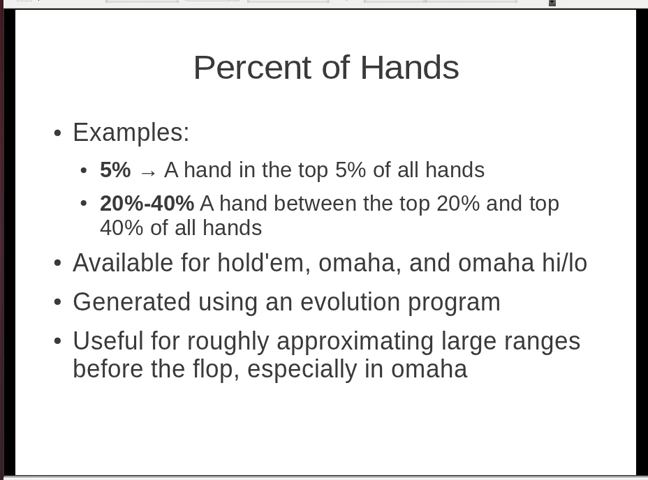 Percent of Hands
• Examples:
• 5% → A hand in the top 5% of all hands
• 20%-40% A hand between the top 20% and top
40% of all hands
• Available for hold'em, omaha, and omaha hi/lo
• Generated using an evolution program
• Useful for roughly approximating large ranges
before the flop, especially in omaha